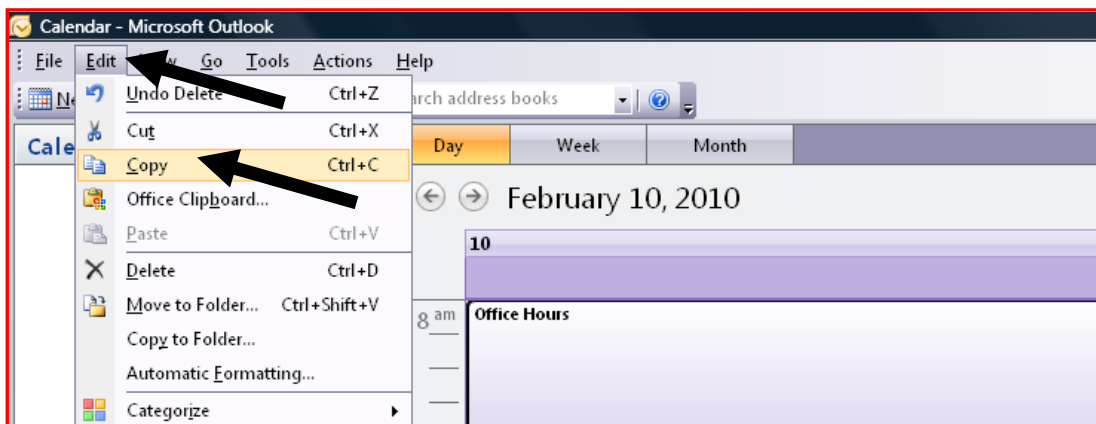 Calendar - Microsoft Outlook
File Edit Go Tools Actions Help
Undo Delete Ctrl+Z
address books
Cut Ctrl+X
Day Week Month
Copy Ctrl+C
Office Clipboard...
February 10, 2010
Paste Ctrl+V
10
Delete Ctrl+D
Move to Folder... Ctrl+Shift+V
8 am Office Hours
Copy to Folder...
Automatic Formatting...
Categorize